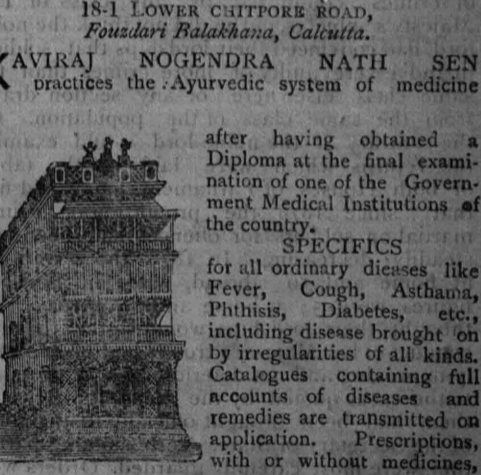 18-1 LOWER CHITPORE ROAD,
Fouzdari Balakhana, Calcutta.
KAVIRAJ NOGENDRA NATH SEN
practices the Ayurvedic system of medicine
after having obtained a
Diploma at the final exami-
nation of one of the Govern-
ment Medical Institutions of
the country.
SPECIFICS
for all ordinary dieases like
Fever, Cough, Asthama,
Phthisis, Diabetes, etc.,
including disease brought on
by irregularities of all kinds.
Catalogues containing full
accounts of diseases and
remedies are transmitted on
application. Prescriptions,
with or without medicines,